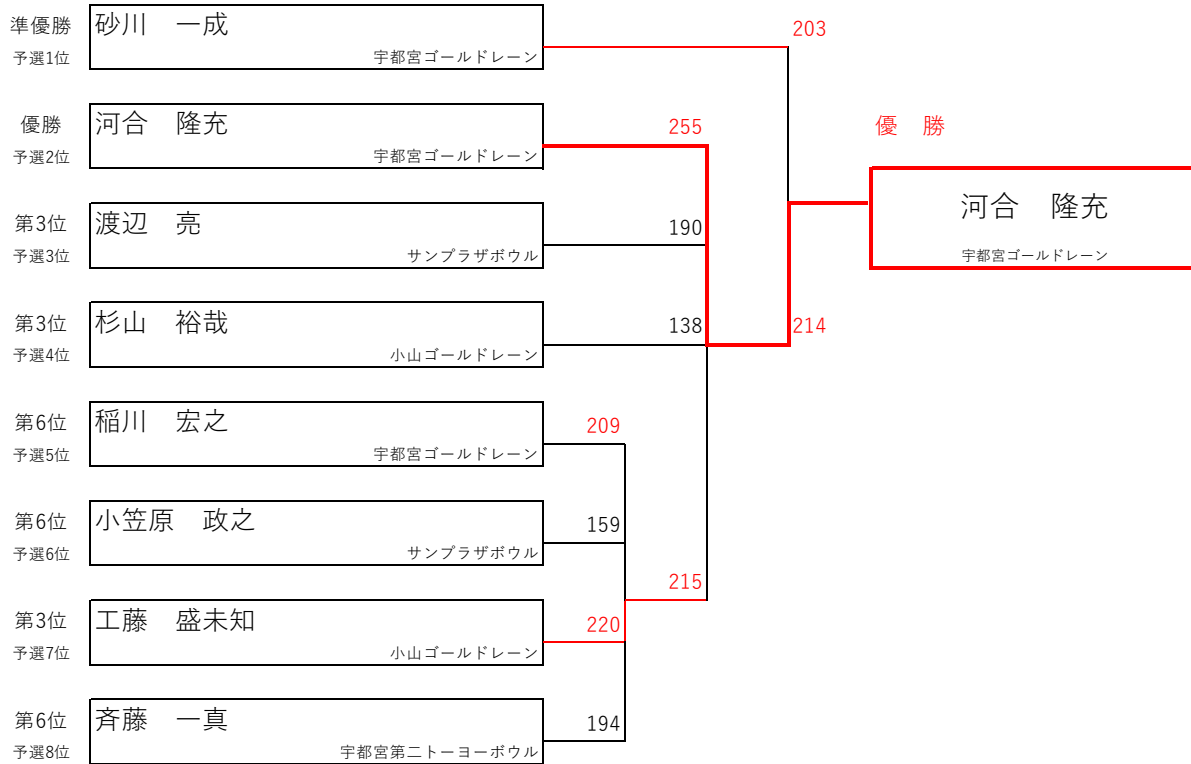 準優勝
予選1位
砂川　一成
宇都宮ゴールドレーン
203
優勝
予選2位
河合　隆充
宇都宮ゴールドレーン
255
優　勝
河合　隆充
宇都宮ゴールドレーン
第3位
予選3位
渡辺　亮
サンプラザボウル
190
第3位
予選4位
杉山　裕哉
小山ゴールドレーン
138
214
第6位
予選5位
稲川　宏之
宇都宮ゴールドレーン
209
第6位
予選6位
小笠原　政之
サンプラザボウル
159
215
第3位
予選7位
工藤　盛未知
小山ゴールドレーン
220
第6位
予選8位
斉藤　一真
宇都宮第二トーヨーボウル
194